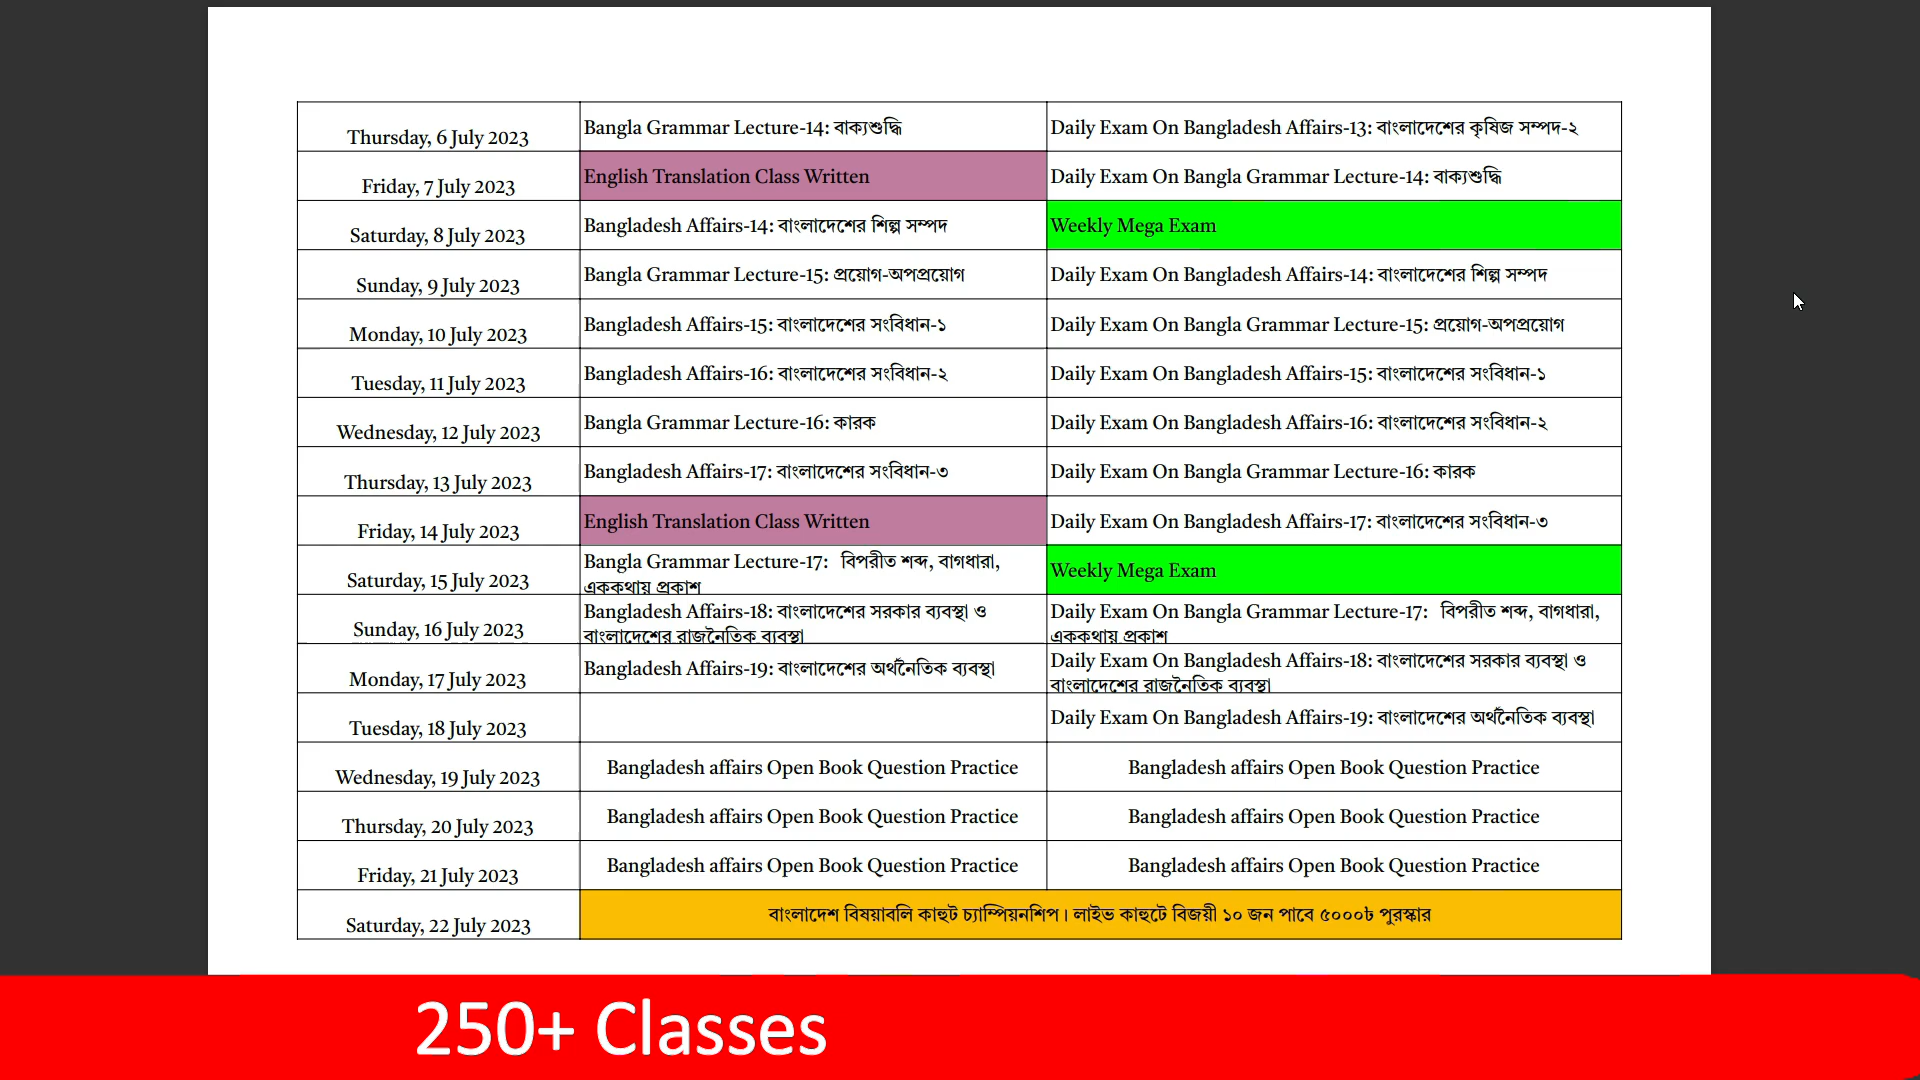 Thursday, 6 July 2023
Bangla Grammar Lecture-14: বাক্যশুদ্ধি
Daily Exam On Bangladesh Affairs-13: বাংলাদেশের কৃষিজ সম্পদ-২
Friday, 7 July 2023
English Translation Class Written
Daily Exam On Bangla Grammar Lecture-14: বাক্যশুদ্ধি
Saturday, 8 July 2023
Bangladesh Affairs-14: বাংলাদেশের শিল্প সম্পদ
Weekly Mega Exam
Sunday, 9 July 2023
Bangla Grammar Lecture-15: প্রয়োগ-অপপ্রয়োগ
Daily Exam On Bangladesh Affairs-14: বাংলাদেশের শিল্প সম্পদ
Monday, 10 July 2023
Bangladesh Affairs-15: বাংলাদেশের সংবিধান-১
Daily Exam On Bangla Grammar Lecture-15: প্রয়োগ-অপপ্রয়োগ
Tuesday, 11 July 2023
Bangladesh Affairs-16: বাংলাদেশের সংবিধান-২
Daily Exam On Bangladesh Affairs-15: বাংলাদেশের সংবিধান-১
Wednesday, 12 July 2023
Bangla Grammar Lecture-16: কারক
Daily Exam On Bangladesh Affairs-16: বাংলাদেশের সংবিধান-২
Thursday, 13 July 2023
Bangladesh Affairs-17: বাংলাদেশের সংবিধান-৩
Daily Exam On Bangla Grammar Lecture-16: কারক
Friday, 14 July 2023
English Translation Class Written
Daily Exam On Bangladesh Affairs-17: বাংলাদেশের সংবিধান-৩
Saturday, 15 July 2023
Bangla Grammar Lecture-17: বিপরীত শব্দ, বাগধারা,
এককথায় প্রকাশ
Weekly Mega Exam
Sunday, 16 July 2023
Bangladesh Affairs-18: বাংলাদেশের সরকার ব্যবস্থা ও
বাংলাদেশের রাজনৈতিক ব্যবস্থা
Daily Exam On Bangla Grammar Lecture-17: বিপরীত শব্দ, বাগধারা,
এককথায় প্রকাশ
Monday, 17 July 2023
Bangladesh Affairs-19: বাংলাদেশের অর্থনৈতিক ব্যবস্থা
Daily Exam On Bangladesh Affairs-18: বাংলাদেশের সরকার ব্যবস্থা ও
বাংলাদেশের রাজনৈতিক ব্যবস্থা
Tuesday, 18 July 2023
Daily Exam On Bangladesh Affairs-19: বাংলাদেশের অর্থনৈতিক ব্যবস্থা
Wednesday, 19 July 2023
Bangladesh affairs Open Book Question Practice
Bangladesh affairs Open Book Question Practice
Thursday, 20 July 2023
Bangladesh affairs Open Book Question Practice
Bangladesh affairs Open Book Question Practice
Friday, 21 July 2023
Bangladesh affairs Open Book Question Practice
Bangladesh affairs Open Book Question Practice
Saturday, 22 July 2023
বাংলাদেশ বিষয়াবলি কাহুট চ্যাম্পিয়নশিপ। লাইভ কাহুটে বিজয়ী ১০ জন পাবে ৫০০০৳ পুরস্কার
250+ Classes